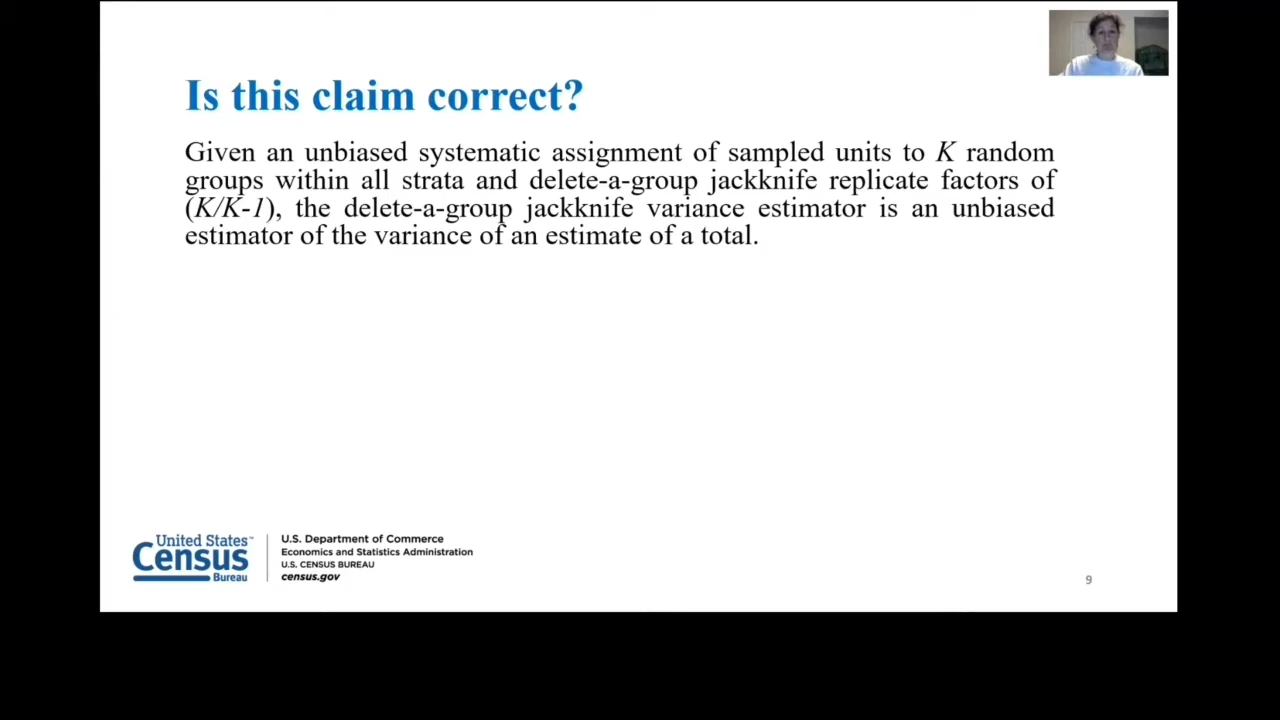 Is this claim correct?
Given an unbiased systematic assignment of sampled units to K random
groups within all strata and delete-a-group jackknife replicate factors of
(K/K-1), the delete-a-group jackknife variance estimator is an unbiased
estimator of the variance of an estimate of a total.
United States™
Census
Bureau
U.S. Department of Commerce
Economics and Statistics Administration
U.S. CENSUS BUREAU
census.gov
9